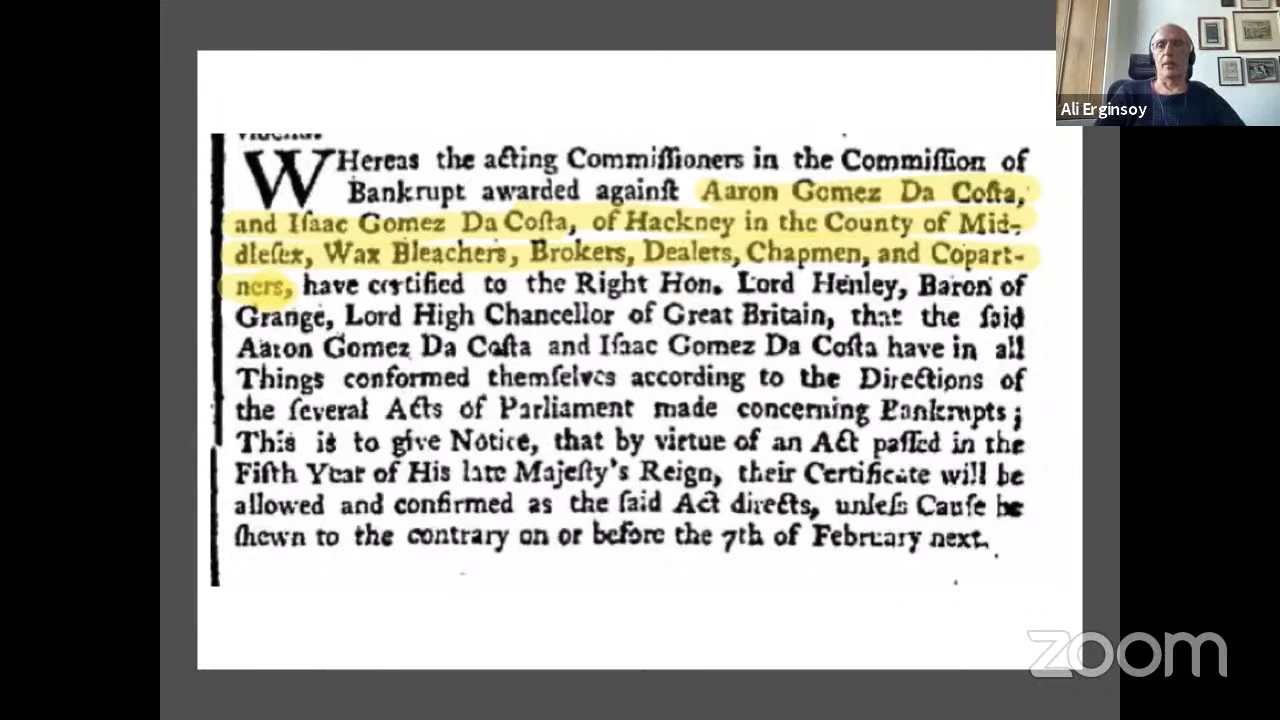 Ali Erginsoy
WHereas the acting Commiſſioners in the Commiſſion of
Bankrupt awarded againſt Aaron Gomez Da Coſta,
and Iſaac Gomez Da Coſta, of Hackney in the County of Mid-
dleſex, Wax Bleachers, Brokers, Dealers, Chapmen, and Copart-
ners, have certified to the Right Hon. Lord Henley, Baron of
Grange, Lord High Chancellor of Great Britain, that the ſaid
Aaron Gomez Da Coſta and Iſaac Gomez Da Coſta have in all
Things conformed themſelves according to the Directions of
the ſeveral Acts of Parliament made concerning Bankrupts;
This is to give Notice, that by virtue of an Act paſſed in the
Fifth Year of His late Majeſty's Reign, their Certificate will be
allowed and confirmed as the ſaid Act directs, unleſs Cauſe be
ſhewn to the contrary on or before the 7th of February next.
zoom